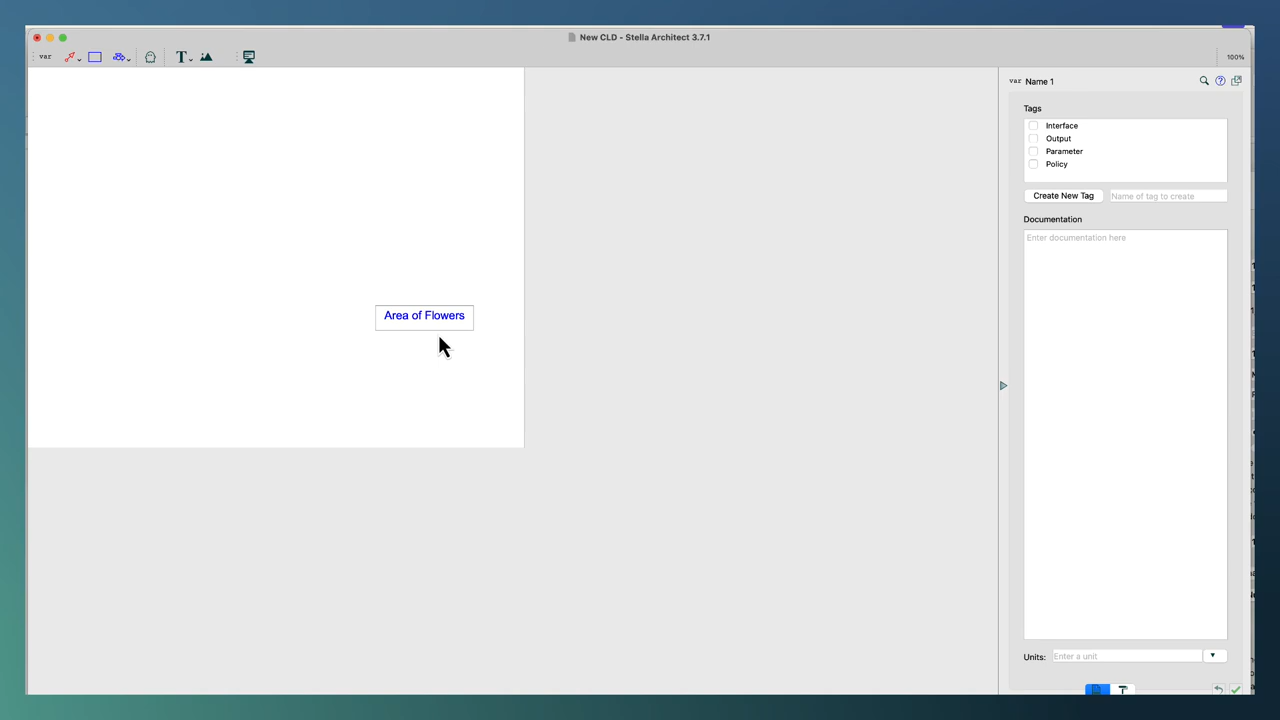 New CLD - Stella Architect 3.7.1
var
T
100%
var Name 1
Tags
Interface
Output
Parameter
Policy
Create New Tag
Name of tag to create
Documentation
Enter documentation here
Area of Flowers
Units:
Enter a unit